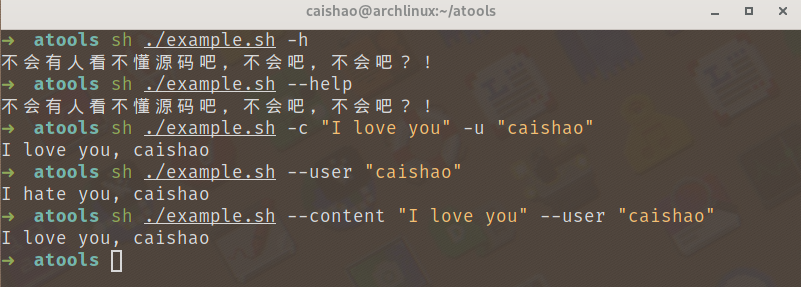 caishao@archlinux:~/atools
➜ atools sh ./example.sh -h
不会有人看不懂源码吧，不会吧，不会吧？！
➜ atools sh ./example.sh --help
不会有人看不懂源码吧，不会吧，不会吧？！
➜ atools sh ./example.sh -c "I love you" -u "caishao"
I love you, caishao
➜ atools sh ./example.sh --user "caishao"
I hate you, caishao
➜ atools sh ./example.sh --content "I love you" --user "caishao"
I love you, caishao
➜ atools